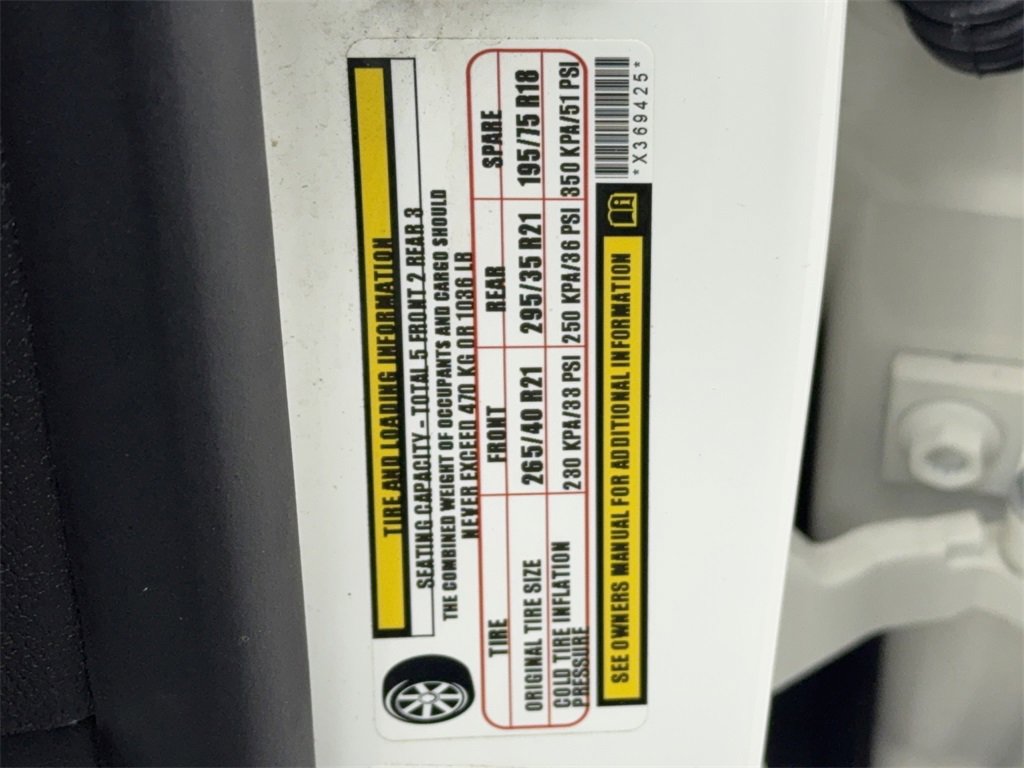 TIRE AND LOADING INFORMATION
SEATING CAPACITY - TOTAL 5 FRONT 2 REAR 3
THE COMBINED WEIGHT OF OCCUPANTS AND CARGO SHOULD
NEVER EXCEED 470 KG OR 1036 LB
TIRE FRONT REAR SPARE
ORIGINAL TIRE SIZE 265/40 R21 295/35 R21 195/75 R18
COLD TIRE INFLATION PRESSURE 230 KPA/33 PSI 250 KPA/36 PSI 350 KPA/51 PSI
SEE OWNERS MANUAL FOR ADDITIONAL INFORMATION
*X369425*